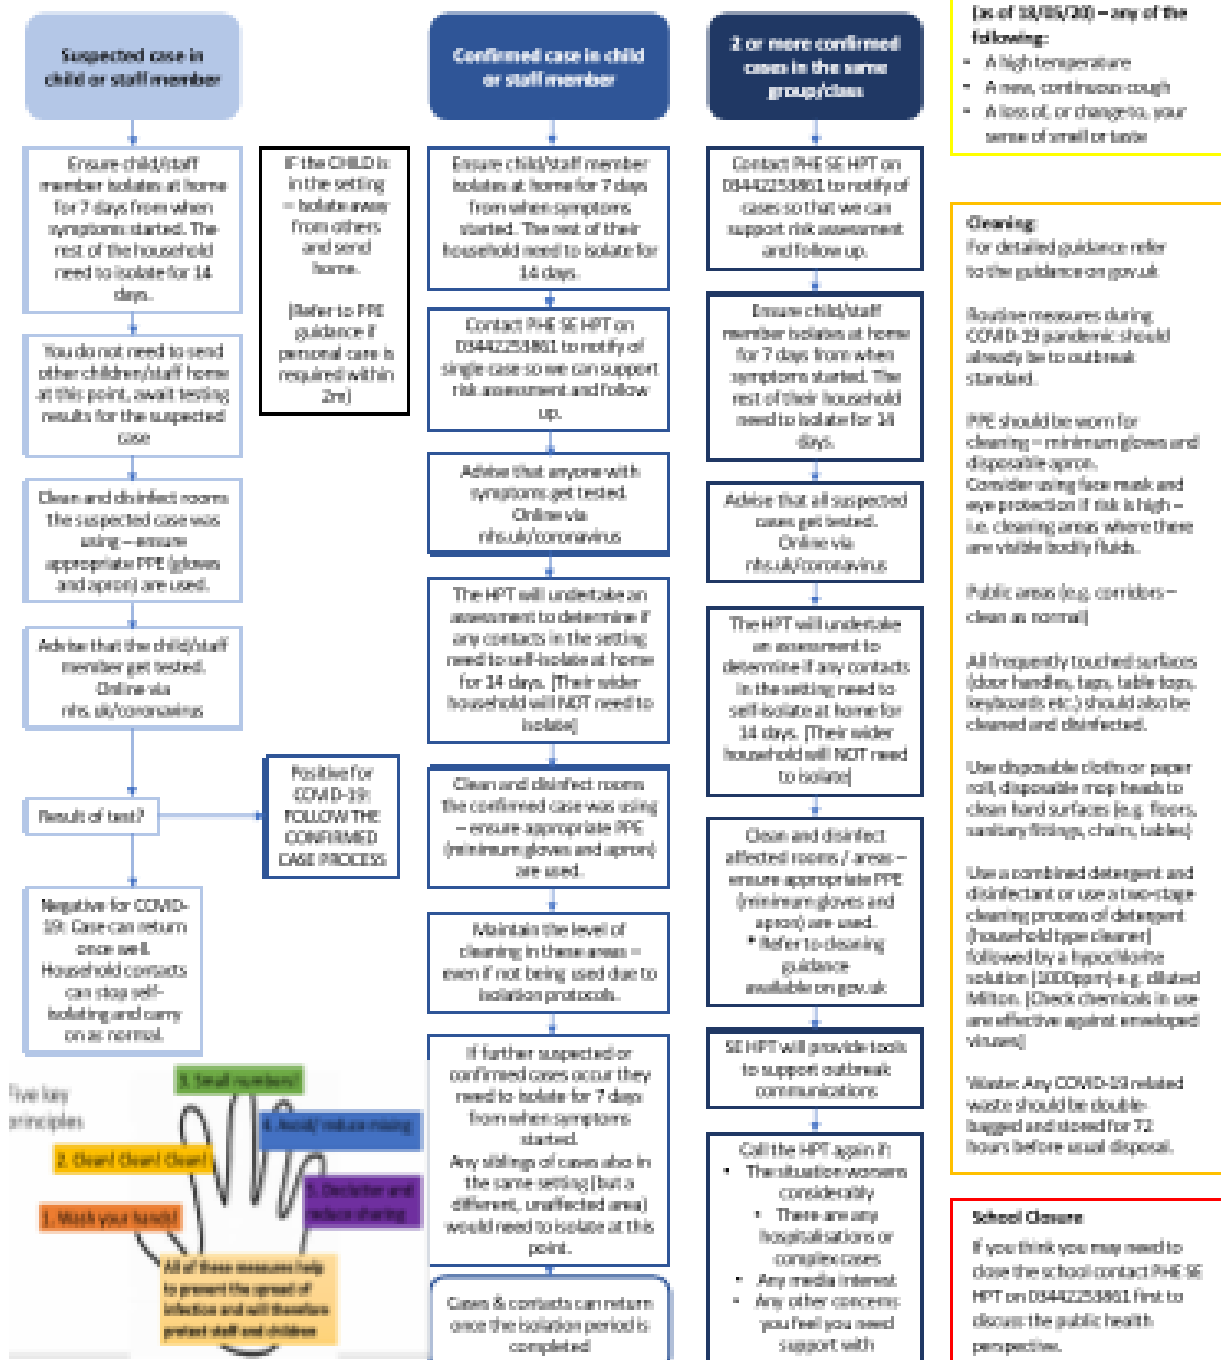 Suspected case in
child or staff member
Ensure child/staff
member isolates at home
for 7 days from when
symptoms started. The
rest of the household
need to isolate for 14
days.
You do not need to send
other children/staff home
at this point, await testing
results for the suspected
case
Clean and disinfect rooms
the suspected case was
using – ensure
appropriate PPE (gloves
and apron) are used.
Advise that the child/staff
member get tested.
Online via
nhs.uk/coronavirus
Result of test?
Negative for COVID-
19: Case can return
once well.
Household contacts
can stop self-
isolating and carry
on as normal.
IF the CHILD is
in the setting
– isolate away
from others
and send
home.
[Refer to PPE
guidance if
personal care is
required within
2m]
Positive for
COVID-19:
FOLLOW THE
CONFIRMED
CASE PROCESS
Five key
principles
3. Small numbers!
4. Avoid/ reduce mixing
2. Clean! Clean! Clean!
5. Declutter and
reduce sharing
1. Wash your hands!
All of these measures help
to prevent the spread of
infection and will therefore
protect staff and children
Confirmed case in child
or staff member
Ensure child/staff member
isolates at home for 7 days
from when symptoms
started. The rest of their
household need to isolate for
14 days.
Contact PHE SE HPT on
03442253861 to notify of
single case so we can support
risk assessment and follow
up.
Advise that anyone with
symptoms get tested.
Online via
nhs.uk/coronavirus
The HPT will undertake an
assessment to determine if
any contacts in the setting
need to self-isolate at home
for 14 days. [Their wider
household will NOT need to
isolate]
Clean and disinfect rooms
the confirmed case was using
– ensure appropriate PPE
(minimum gloves and apron)
are used.
Maintain the level of
cleaning in these areas –
even if not being used due to
isolation protocols.
If further suspected or
confirmed cases occur they
need to isolate for 7 days
from when symptoms
started.
Any siblings of cases also in
the same setting (but a
different, unaffected area)
would need to isolate at this
point.
Cases & contacts can return
once the isolation period is
completed
2 or more confirmed
cases in the same
group/class
Contact PHE SE HPT on
03442253861 to notify of
cases so that we can
support risk assessment
and follow up.
Ensure child/staff
member isolates at home
for 7 days from when
symptoms started. The
rest of their household
need to isolate for 14
days.
Advise that all suspected
cases get tested.
Online via
nhs.uk/coronavirus
The HPT will undertake
an assessment to
determine if any contacts
in the setting need to
self-isolate at home for
14 days. [Their wider
household will NOT need
to isolate]
Clean and disinfect
affected rooms / areas –
ensure appropriate PPE
(minimum gloves and
apron) are used.
* Refer to cleaning
guidance
available on gov.uk
SE HPT will provide tools
to support outbreak
communications
Call the HPT again if:
• The situation worsens
considerably
• There are any
hospitalisations or
complex cases
• Any media interest
• Any other concerns
you feel you need
support with
(as of 18/05/20) – any of the
following:
• A high temperature
• A new, continuous cough
• A loss of, or change to, your
sense of smell or taste
Cleaning:
For detailed guidance refer
to the guidance on gov.uk
Routine measures during
COVID-19 pandemic should
already be to outbreak
standard.
PPE should be worn for
cleaning – minimum gloves and
disposable apron.
Consider using face mask and
eye protection if risk is high –
i.e. cleaning areas where there
are visible bodily fluids.
Public areas (e.g. corridors –
clean as normal)
All frequently touched surfaces
(door handles, taps, table tops,
keyboards etc.) should also be
cleaned and disinfected.
Use disposable cloths or paper
roll, disposable mop heads to
clean hard surfaces (e.g. floors,
sanitary fittings, chairs, tables)
Use a combined detergent and
disinfectant or use a two-stage
cleaning process of detergent
(household type cleaner)
followed by a hypochlorite
solution (1000ppm) e.g. diluted
Milton. [Check chemicals in use
are effective against enveloped
viruses]
Waste: Any COVID-19 related
waste should be double-
bagged and stored for 72
hours before usual disposal.
School Closure
If you think you may need to
close the school contact PHE SE
HPT on 03442253861 first to
discuss the public health
perspective.